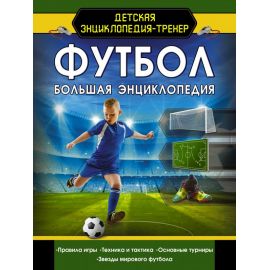 ДЕТСКАЯ
ЭНЦИКЛОПЕДИЯ-ТРЕНЕР
ФУТБОЛ
БОЛЬШАЯ ЭНЦИКЛОПЕДИЯ
•Правила игры •Техника и тактика •Основные турниры
•Звезды мирового футбола